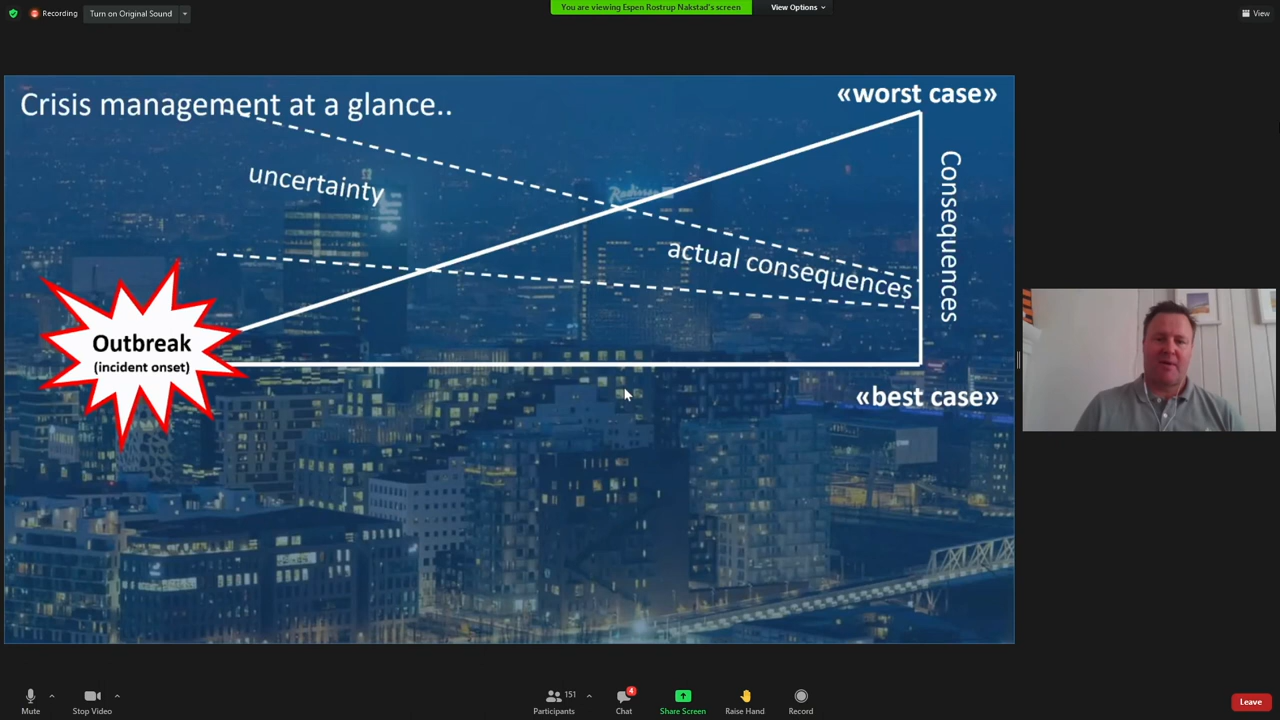 Recording
Turn on Original Sound
You are viewing Espen Rostrup Nakstad's screen
View Options
View
Crisis management at a glance..
«worst case»
uncertainty
Radisson
actual consequences
Consequences
Outbreak
(incident onset)
«best case»
Mute
Stop Video
151
Participants
4
Chat
Share Screen
Raise Hand
Record
Leave